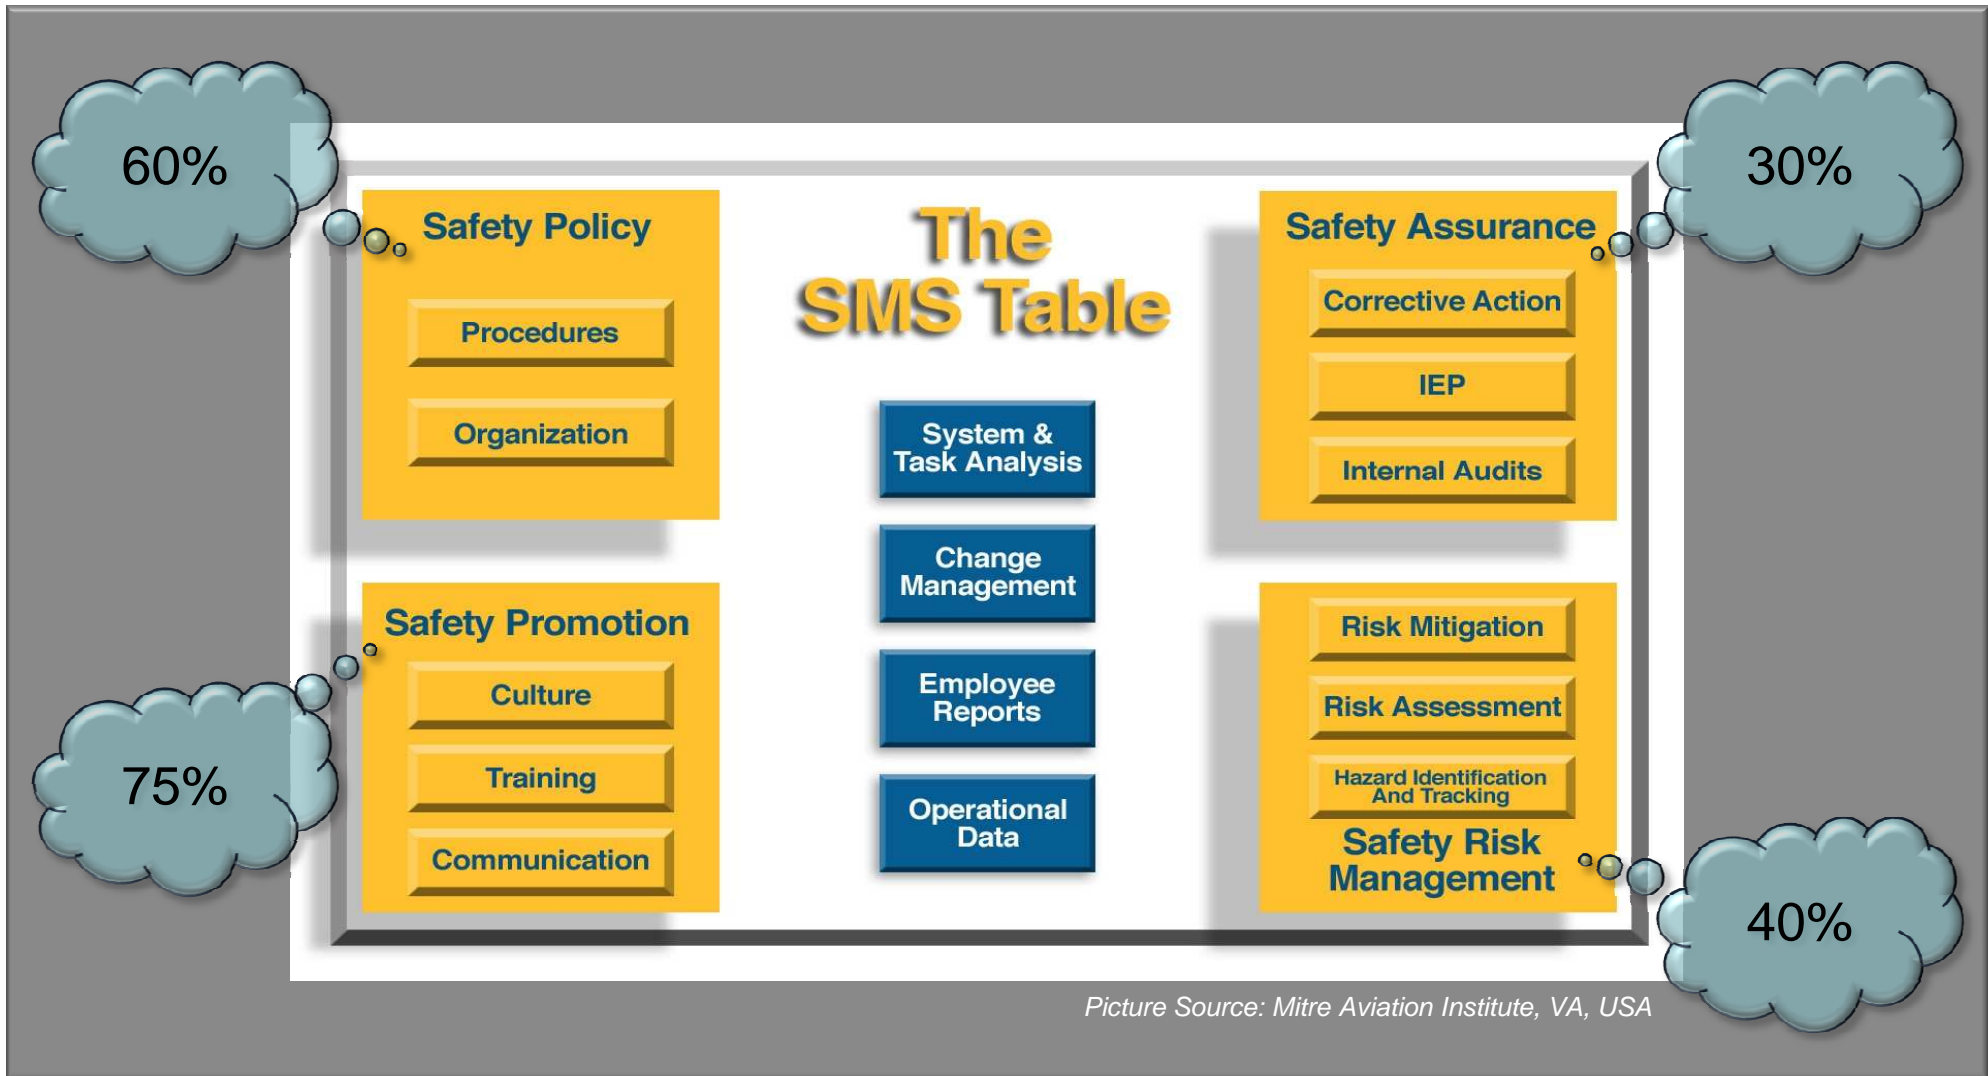 60%
30%
Safety Policy
Procedures
Organization
The
SMS Table
System &
Task Analysis
Change
Management
Employee
Reports
Operational
Data
Safety Assurance
Corrective Action
IEP
Internal Audits
Safety Promotion
Culture
Training
Communication
Risk Mitigation
Risk Assessment
Hazard Identification
And Tracking
Safety Risk
Management
75%
40%
Picture Source: Mitre Aviation Institute, VA, USA